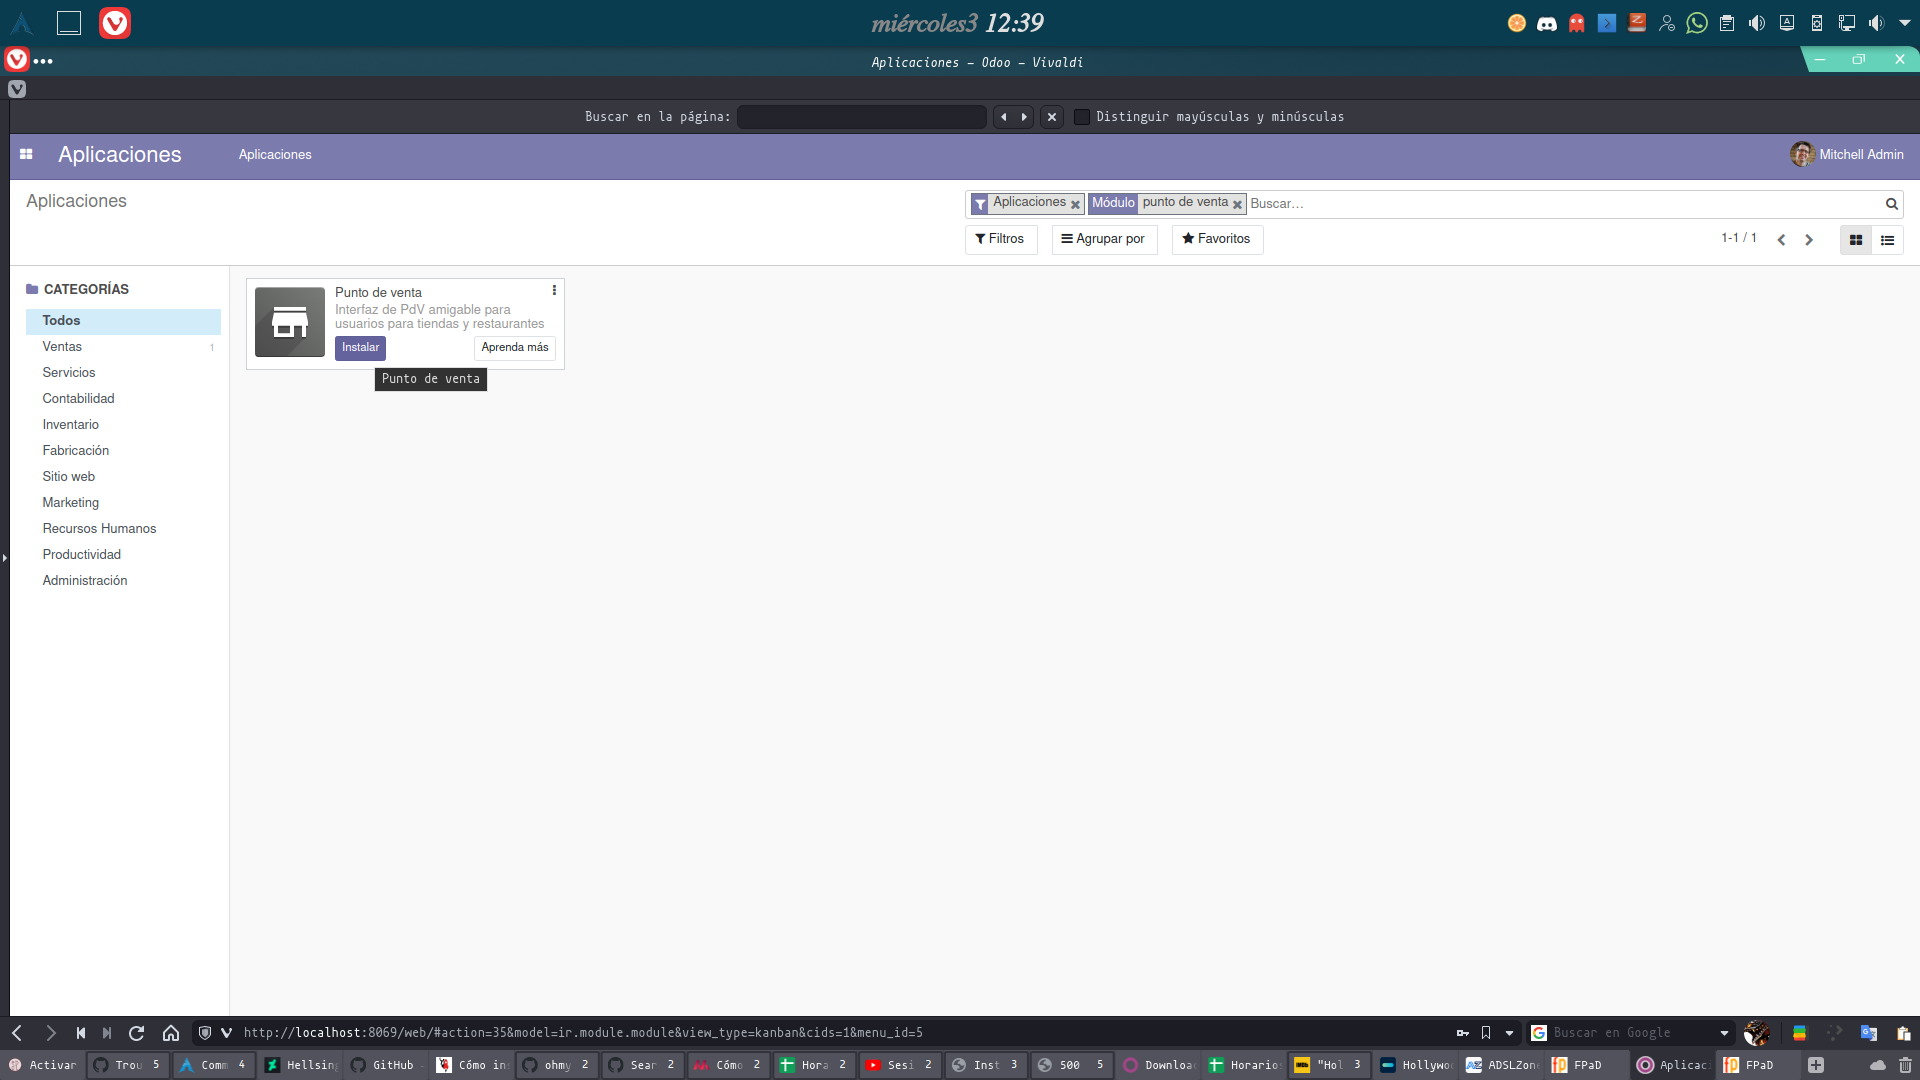 miércoles3 12:39
Aplicaciones – Odoo – Vivaldi
Buscar en la página:
Distinguir mayúsculas y minúsculas
Aplicaciones
Aplicaciones
Mitchell Admin
Aplicaciones
Aplicaciones
Módulo punto de venta
Buscar...
Filtros
Agrupar por
Favoritos
1-1 / 1
CATEGORÍAS
Todos
Ventas 1
Servicios
Contabilidad
Inventario
Fabricación
Sitio web
Marketing
Recursos Humanos
Productividad
Administración
Punto de venta
Interfaz de PdV amigable para
usuarios para tiendas y restaurantes
Instalar
Aprenda más
Punto de venta
http://localhost:8069/web/#action=35&model=ir.module.module&view_type=kanban&cids=1&menu_id=5
Buscar en Google
Activar
Trou 5
Comm 4
Hellsing
GitHub
Cómo ins
ohmy 2
Sear 2
Cómo 2
Hora 2
Sesi 2
Inst 3
500 5
Downloa
Horario
"Hol 3
Hollywo
ADSLZon
FPaD
Aplicac
FPaD